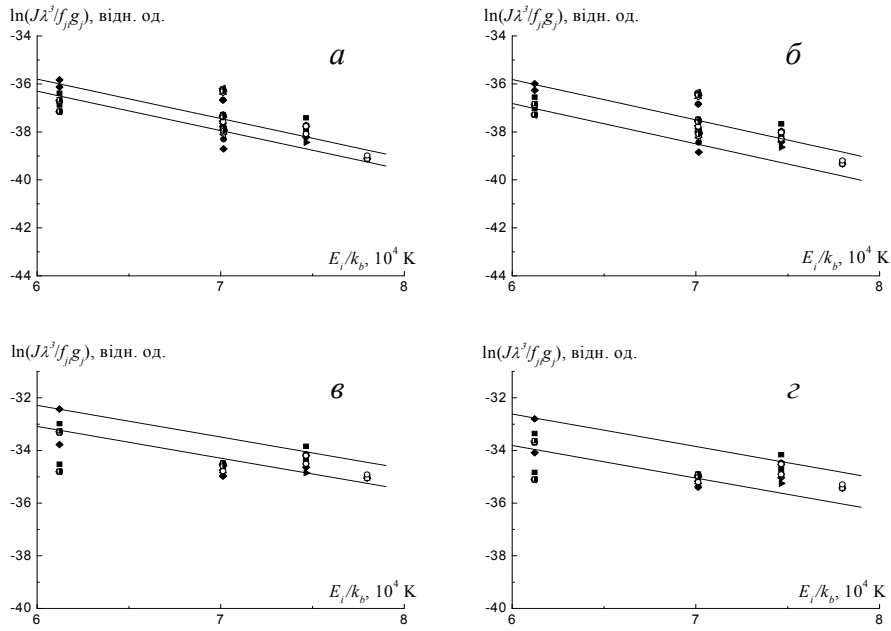 ln(Jλ³/f_{ji}g_j), відн. од.
-34
-36
-38
-40
-42
-44
6 7 8
a
E_i/k_b, 10⁴ K
ln(Jλ³/f_{ji}g_j), відн. од.
-34
-36
-38
-40
-42
-44
6 7 8
б
E_i/k_b, 10⁴ K
ln(Jλ³/f_{ji}g_j), відн. од.
-32
-34
-36
-38
-40
6 7 8
в
E_i/k_b, 10⁴ K
ln(Jλ³/f_{ji}g_j), відн. од.
-32
-34
-36
-38
-40
6 7 8
г
E_i/k_b, 10⁴ K